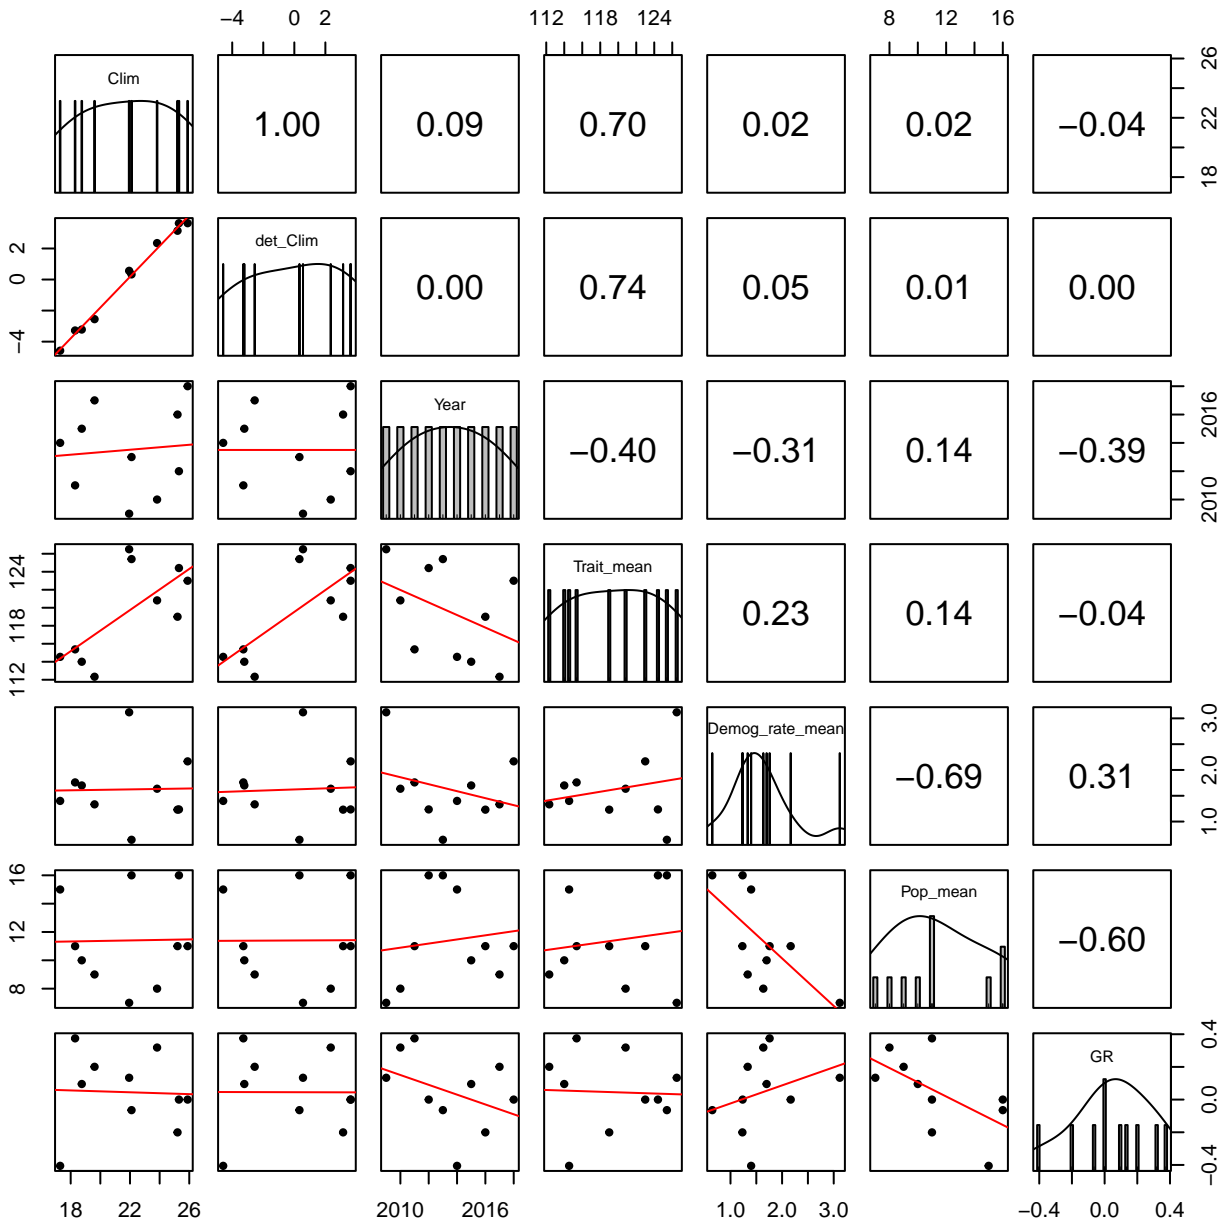 −4 0 2 112 118 124 8 12 16
Clim 1.00 0.09 0.70 0.02 0.02 −0.04 18 22 26
−4 0 2 det_Clim 0.00 0.74 0.05 0.01 0.00
Year −0.40 −0.31 0.14 −0.39 2010 2016
112 118 124 Trait_mean 0.23 0.14 −0.04
Demog_rate_mean −0.69 0.31 1.0 2.0 3.0
8 12 16 Pop_mean −0.60
GR −0.4 0.0 0.4
18 22 26 2010 2016 1.0 2.0 3.0 −0.4 0.0 0.4